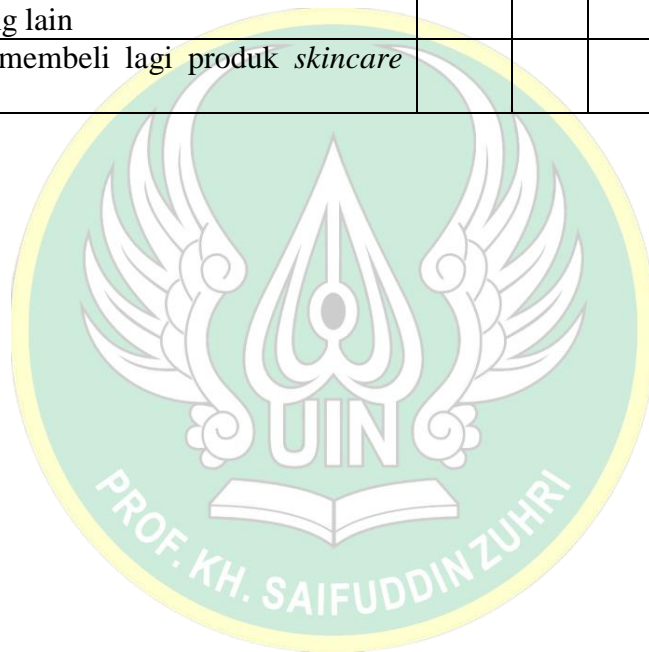 g lain
membeli lagi produk skincare
UIN
PROF. KH. SAIFUDDIN ZUHRI